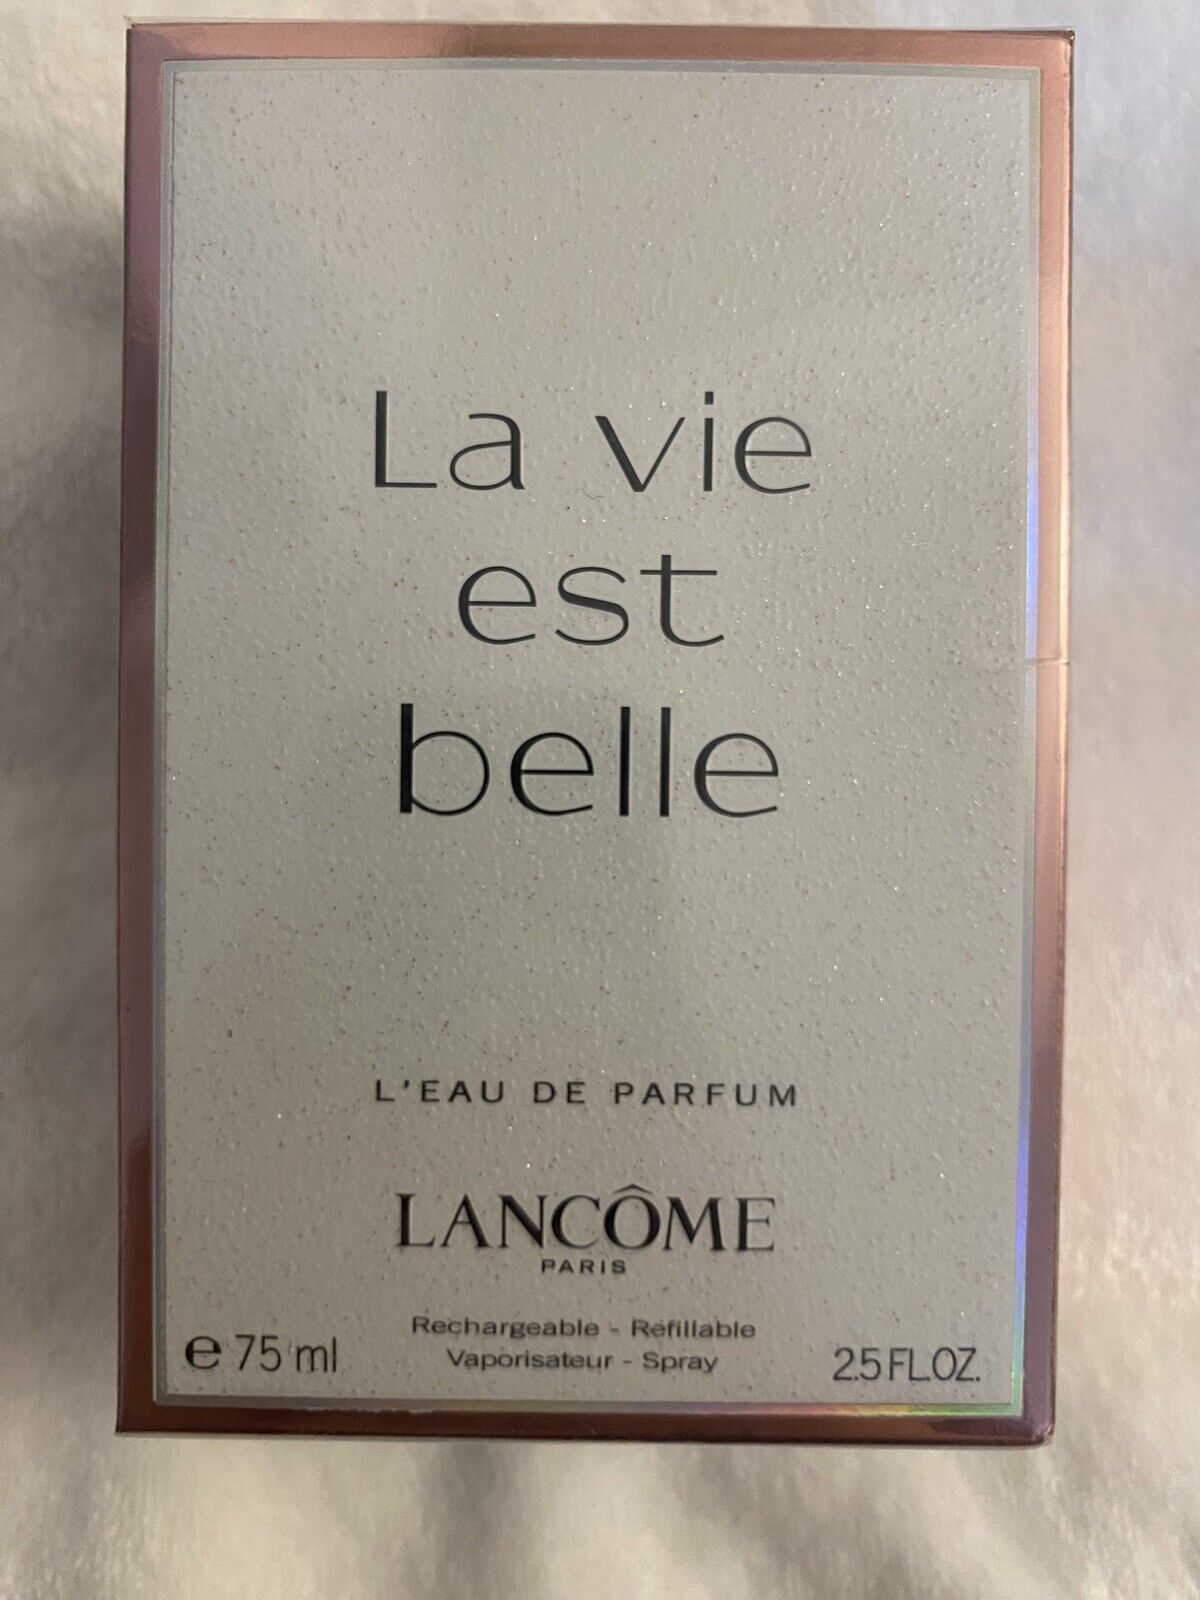 La vie
est
belle
L'EAU DE PARFUM
LANCÔME
PARIS
Rechargeable - Refillable
Vaporisateur - Spray
℮ 75 ml
2.5 FL.OZ.